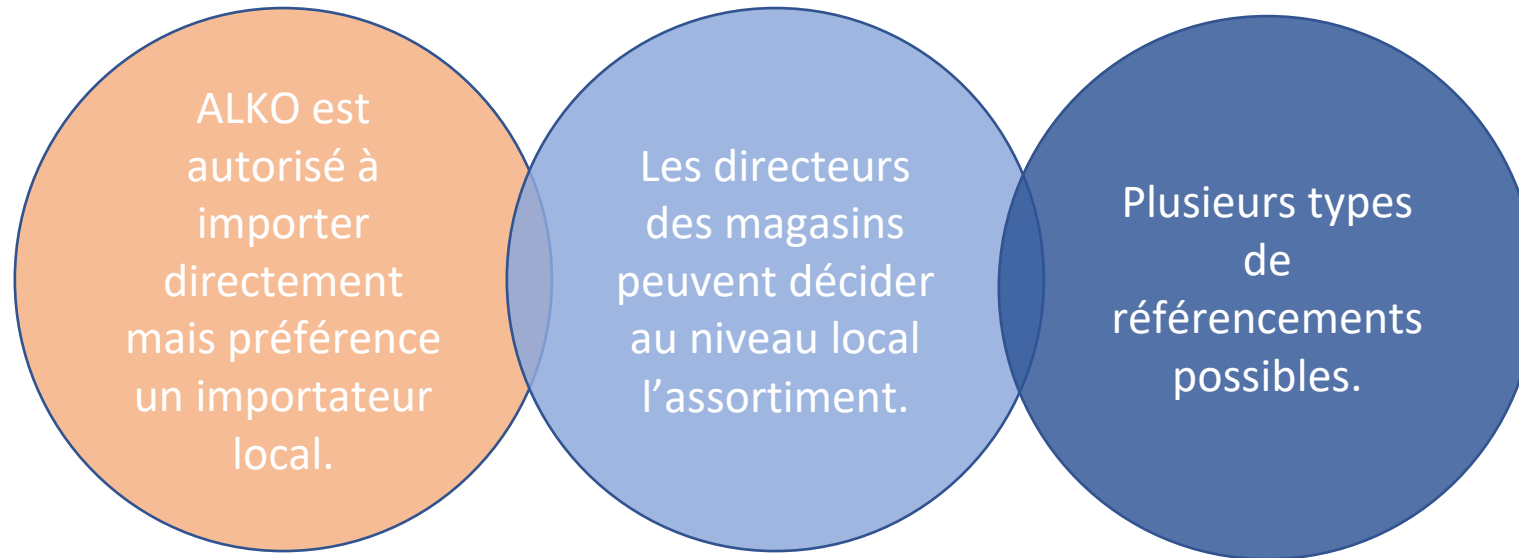 ALKO est
autorisé à
importer
directement
mais préférence
un importateur
local.
Les directeurs
des magasins
peuvent décider
au niveau local
l’assortiment.
Plusieurs types
de
référencements
possibles.